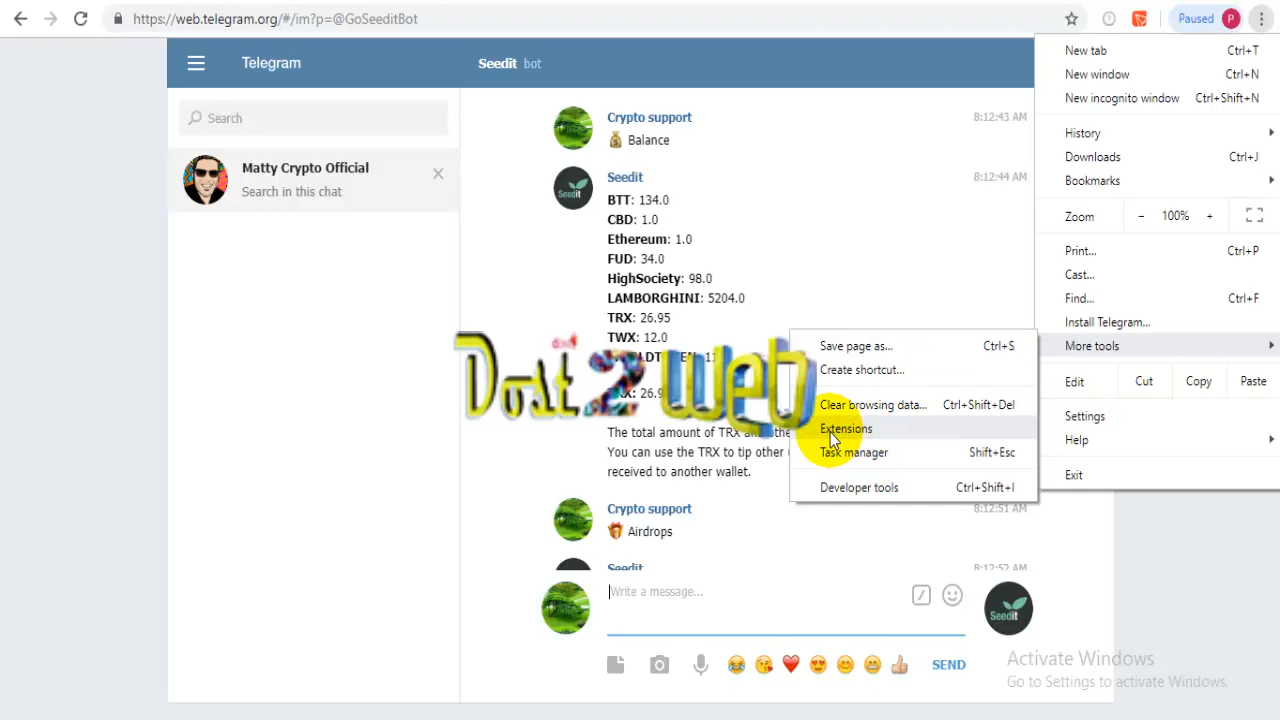 https://web.telegram.org/#/im?p=@GoSeeditBot
Paused P
Telegram
Seedit bot
Search
Matty Crypto Official
Search in this chat
Crypto support 8:12:43 AM
Balance
Seedit 8:12:44 AM
BTT: 134.0
CBD: 1.0
Ethereum: 1.0
FUD: 34.0
HighSociety: 98.0
LAMBORGHINI: 5204.0
TRX: 26.95
TWX: 12.0
dost
Dost 2 Web
The total amount of TRX
You can use the TRX to tip other
received to another wallet.
Crypto support 8:12:51 AM
Airdrops
Seedit 8:12:52 AM
Write a message...
Seedit
SEND
New tab Ctrl+T
New window Ctrl+N
New incognito window Ctrl+Shift+N
History
Downloads Ctrl+J
Bookmarks
Zoom - 100% +
Print... Ctrl+P
Cast...
Find... Ctrl+F
Install Telegram...
More tools
Edit Cut Copy Paste
Settings
Help
Exit
Save page as... Ctrl+S
Create shortcut...
Clear browsing data... Ctrl+Shift+Del
Extensions
Task manager Shift+Esc
Developer tools Ctrl+Shift+I
Activate Windows
Go to Settings to activate Windows.